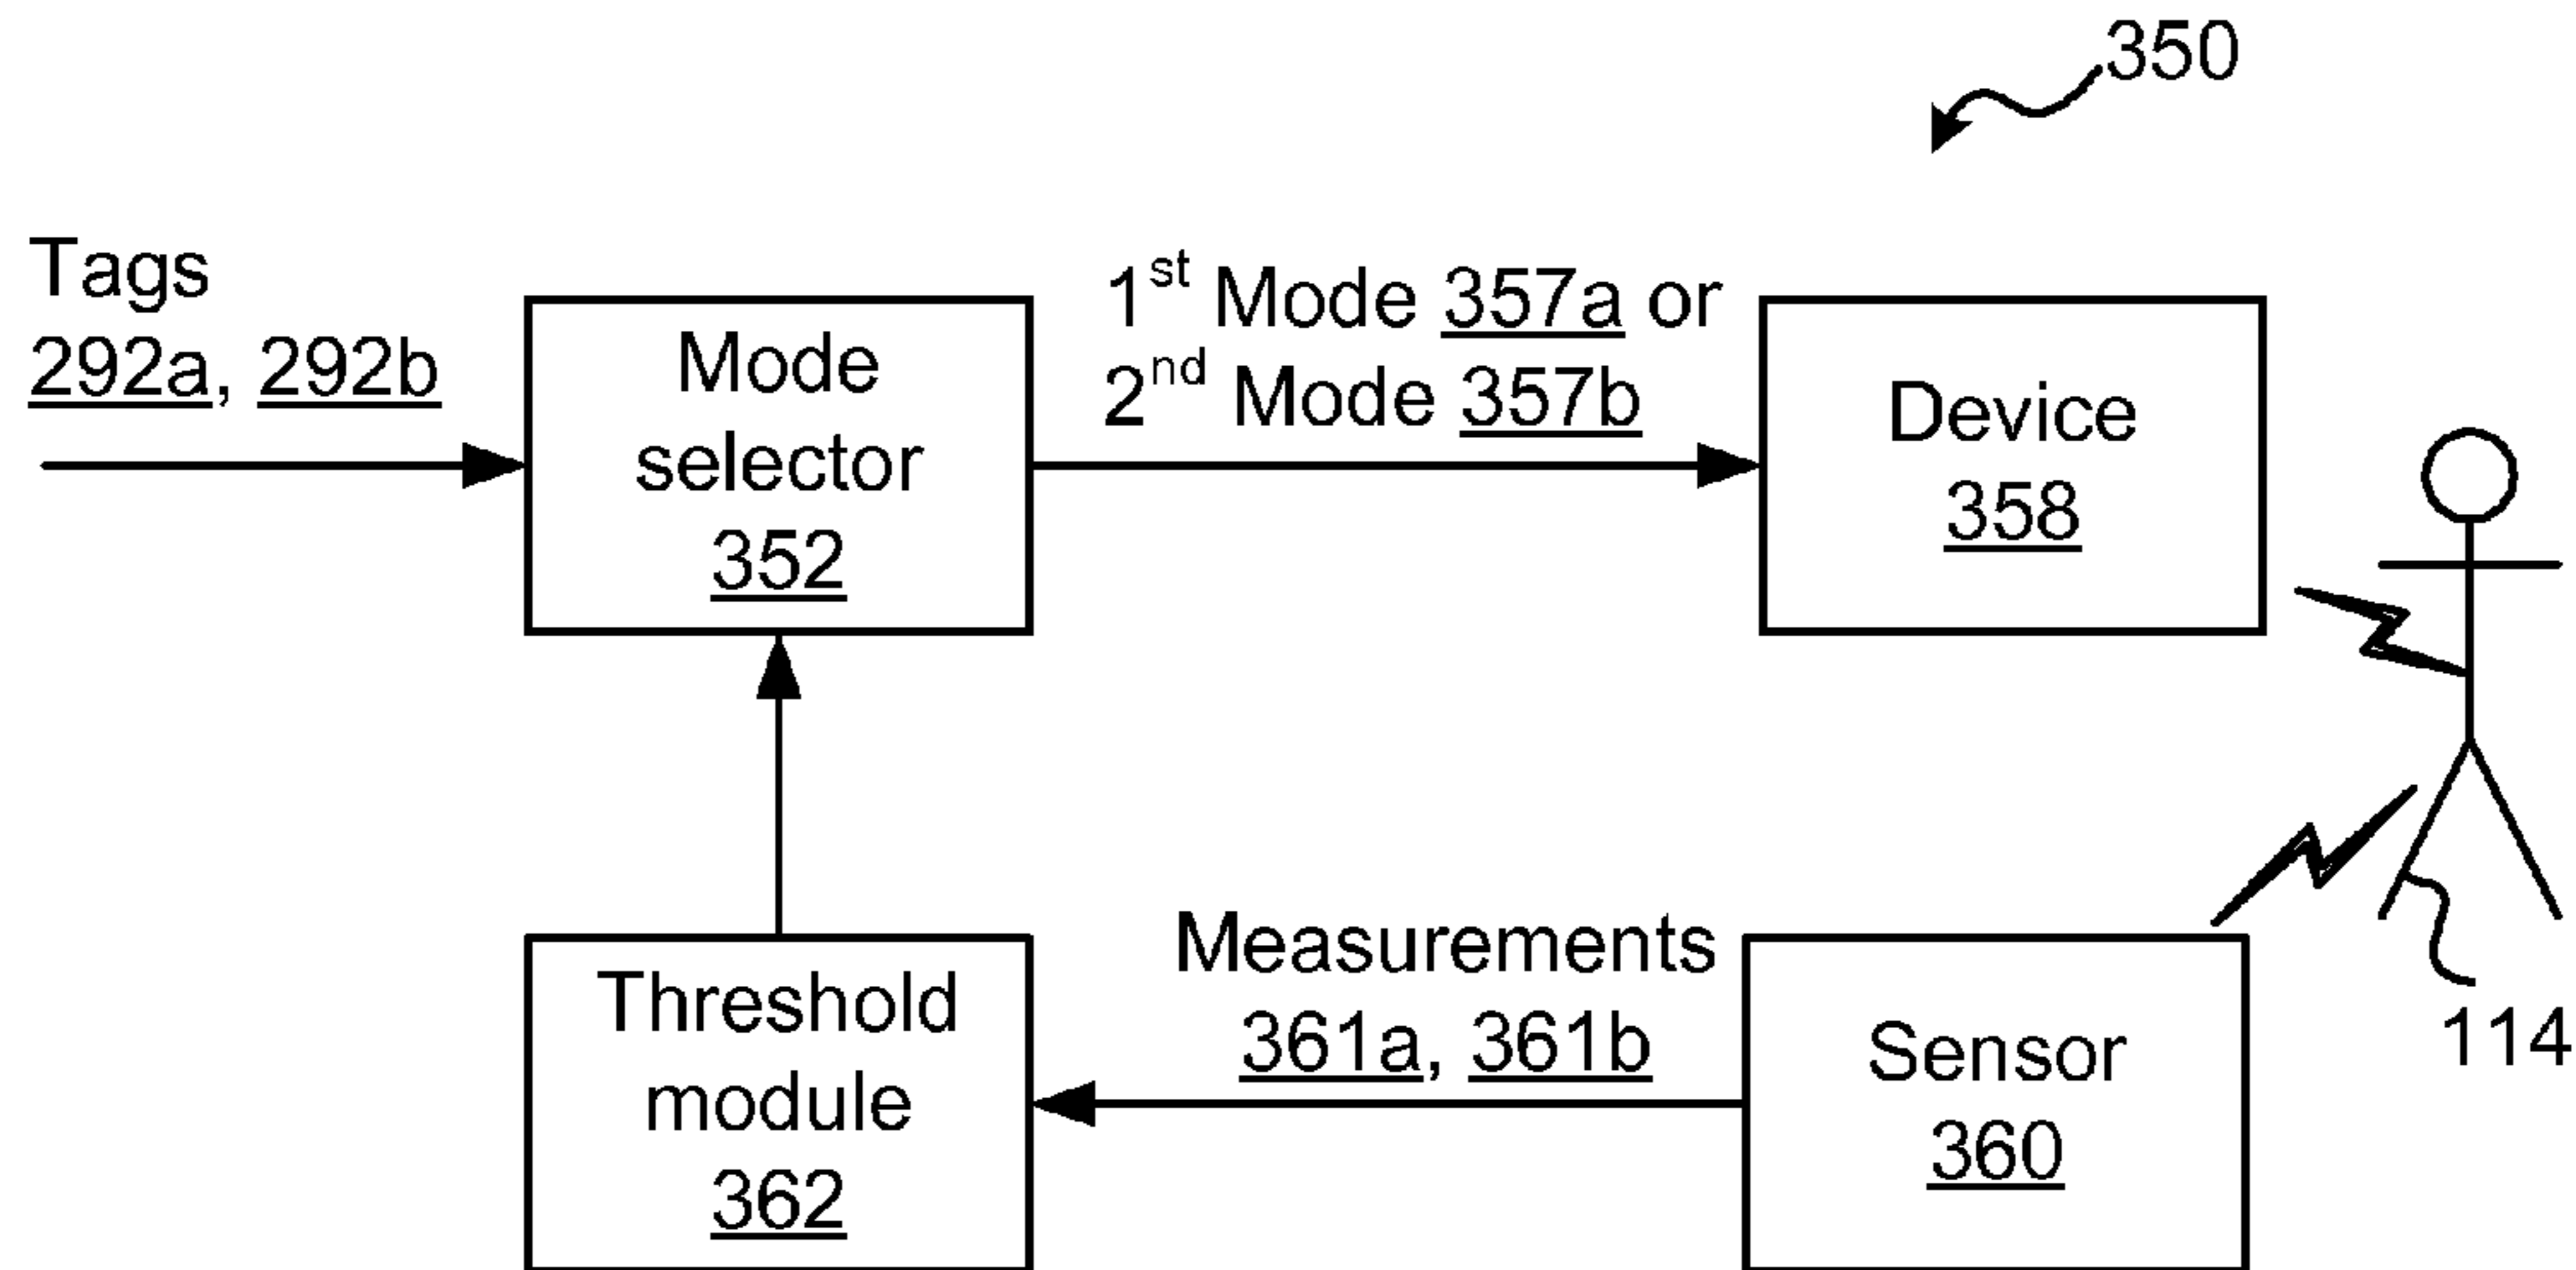 350
Tags
292a, 292b
Mode
selector
352
1st Mode 357a or
2nd Mode 357b
Device
358
Threshold
module
362
Measurements
361a, 361b
Sensor
360
114